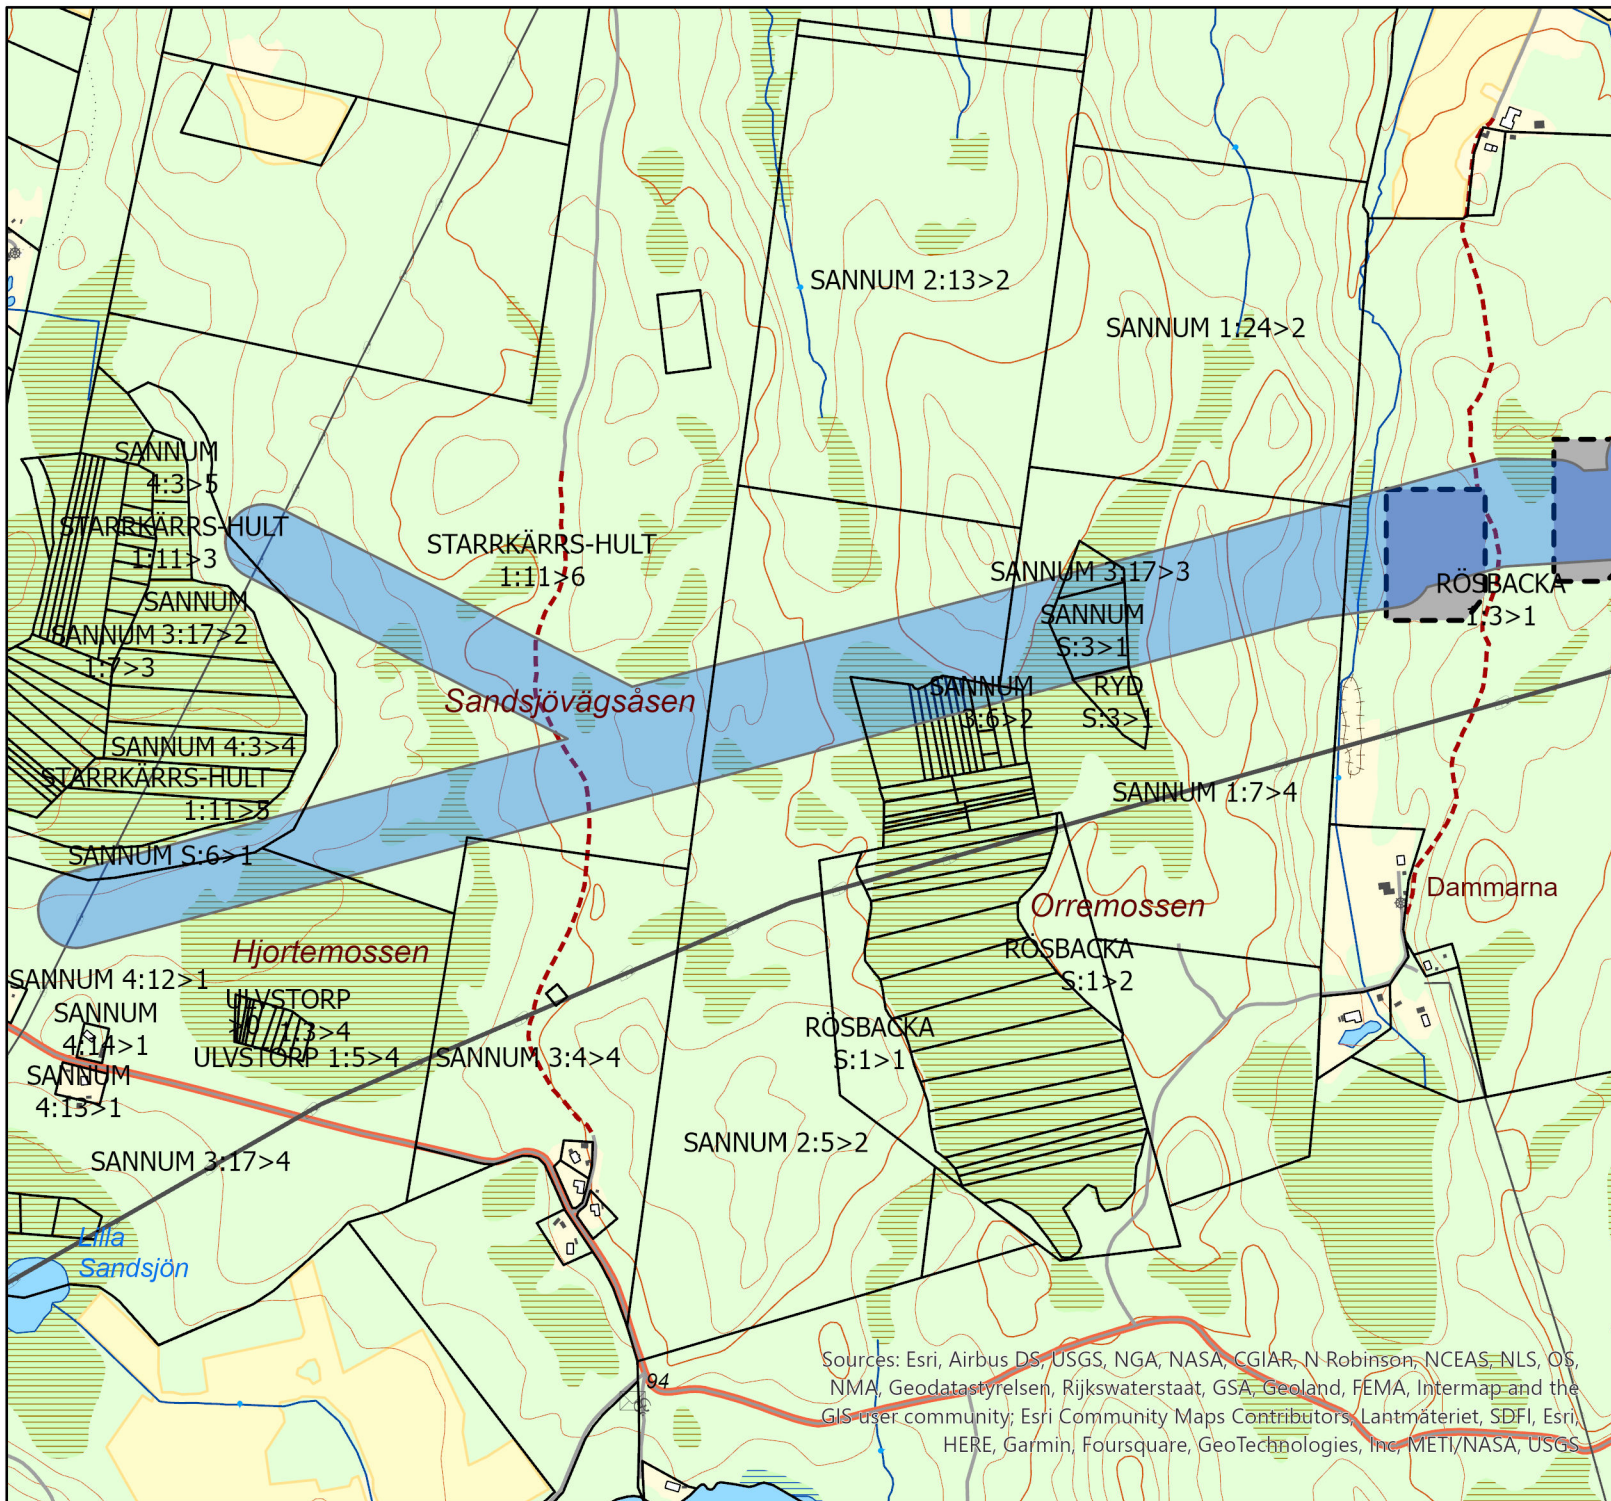 SANNUM 2:13>2
SANNUM 1:24>2
SANNUM
4:3>5
STARRKÄRRS-HULT
1:11>3
STARRKÄRRS-HULT
1:11>6
SANNUM 3:17>3
RÖSBACKA
1:3>1
SANNUM
SANNUM 3:17>2
1:7>3
SANNUM
S:3>1
Sandsjövägsåsen
SANNUM
3:6>2
RYD
S:3>1
SANNUM 4:3>4
STARRKÄRRS-HULT
1:11>5
SANNUM 1:7>4
SANNUM S:6>1
Dammarna
Orremossen
Hjortemossen
RÖSBACKA
S:1>2
SANNUM 4:12>1
SANNUM
4:14>1
ULVSTORP
1:3>4
ULVSTORP 1:5>4
SANNUM 3:4>4
RÖSBACKA
S:1>1
SANNUM
4:13>1
SANNUM 2:5>2
SANNUM 3:17>4
Lilla
Sandsjön
94
Sources: Esri, Airbus DS, USGS, NGA, NASA, CGIAR, N Robinson, NCEAS, NLS, OS,
NMA, Geodatastyrelsen, Rijkswaterstaat, GSA, Geoland, FEMA, Intermap and the
GIS user community; Esri Community Maps Contributors, Lantmäteriet, SDFI, Esri,
HERE, Garmin, Foursquare, GeoTechnologies, Inc, METI/NASA, USGS